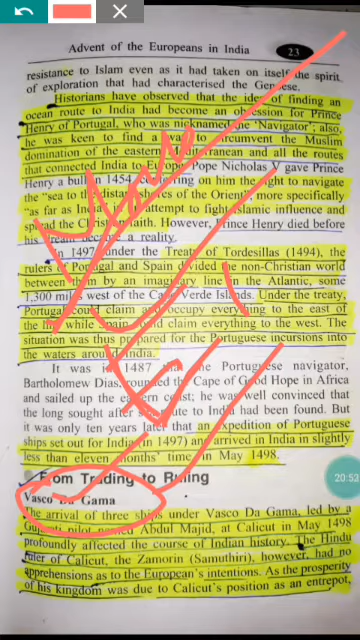 Advent of the Europeans in India 23
resistance to Islam even as it had taken on itself the spirit
of exploration that had characterised the Genoese.
Historians have observed that the idea of finding an
ocean route to India had become an obsession for Prince
Henry of Portugal, who was nicknamed the 'Navigator'; also,
he was keen to find a way to circumvent the Muslim
domination of the eastern Mediterranean and all the routes
that connected India to Europe. Pope Nicholas V gave Prince
Henry a bull in 1454, conferring on him the right to navigate
the "sea to the distant shores of the Orient", more specifically
"as far as India" attempt to fight Islamic influence and
spread the Christian faith. However, Prince Henry died before
his dream became a reality.
In 1497, under the Treaty of Tordesillas (1494), the
rulers of Portugal and Spain divided the non-Christian world
between them by an imaginary line in the Atlantic, some
1,300 miles west of the Cape Verde Islands. Under the treaty,
Portugal could claim and occupy everything to the east of
the line while Spain could claim everything to the west. The
situation was thus prepared for the Portuguese incursions into
the waters around India.
It was in 1487 the Portuguese navigator,
Bartholomew Dias, rounded the Cape of Good Hope in Africa
and sailed up the eastern coast; he was well convinced that
the long sought after sea route to India had been found. But
it was only ten years later that an expedition of Portuguese
ships set out for India (in 1497) and arrived in India in slightly
less than eleven months' time in May 1498.
From Trading to Ruling
20:52
Vasco Da Gama
The arrival of three ships under Vasco Da Gama, led by a
Gujarati pilot named Abdul Majid, at Calicut in May 1498
profoundly affected the course of Indian history. The Hindu
ruler of Calicut, the Zamorin (Samuthiri), however, had no
apprehensions as to the European's intentions. As the prosperity
of his kingdom was due to Calicut's position as an entrepot,